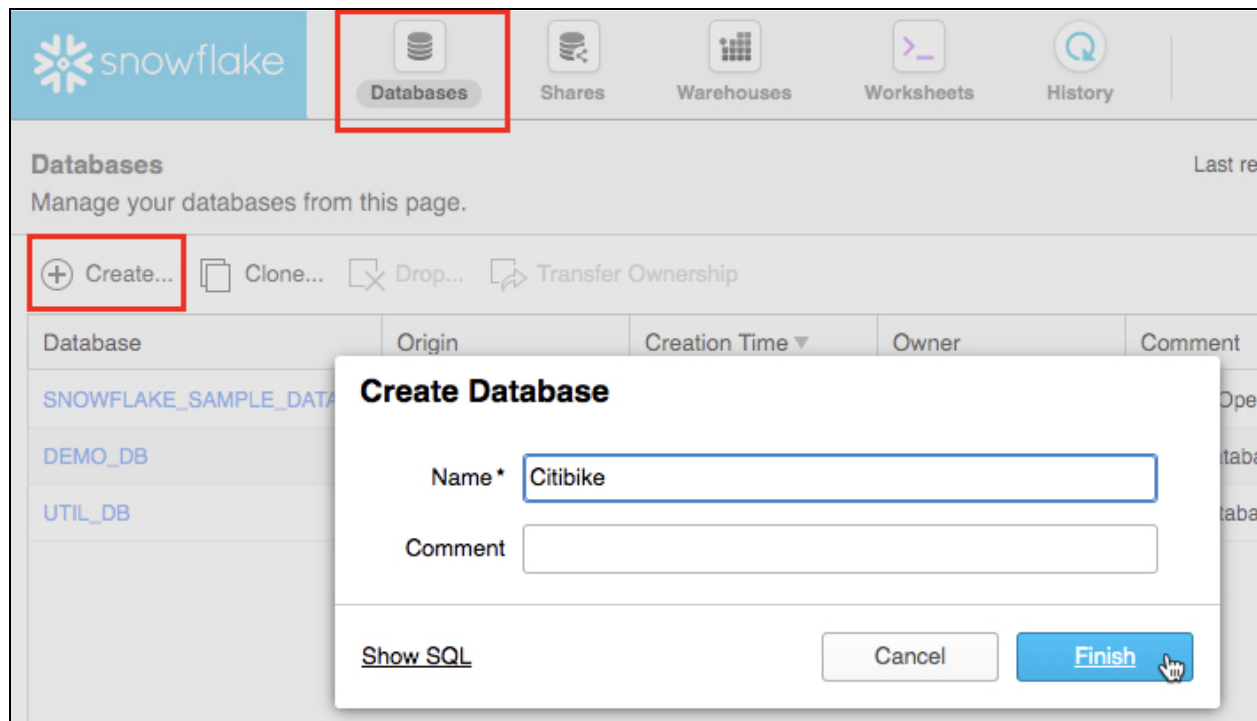 snowflake
Databases Shares Warehouses Worksheets History
Databases
Last re
Manage your databases from this page.
Create... Clone... Drop... Transfer Ownership
Database Origin Creation Time Owner Comment
SNOWFLAKE_SAMPLE_DATA
Ope
DEMO_DB
taba
UTIL_DB
taba
Create Database
Name* Citibike
Comment
Show SQL Cancel Finish